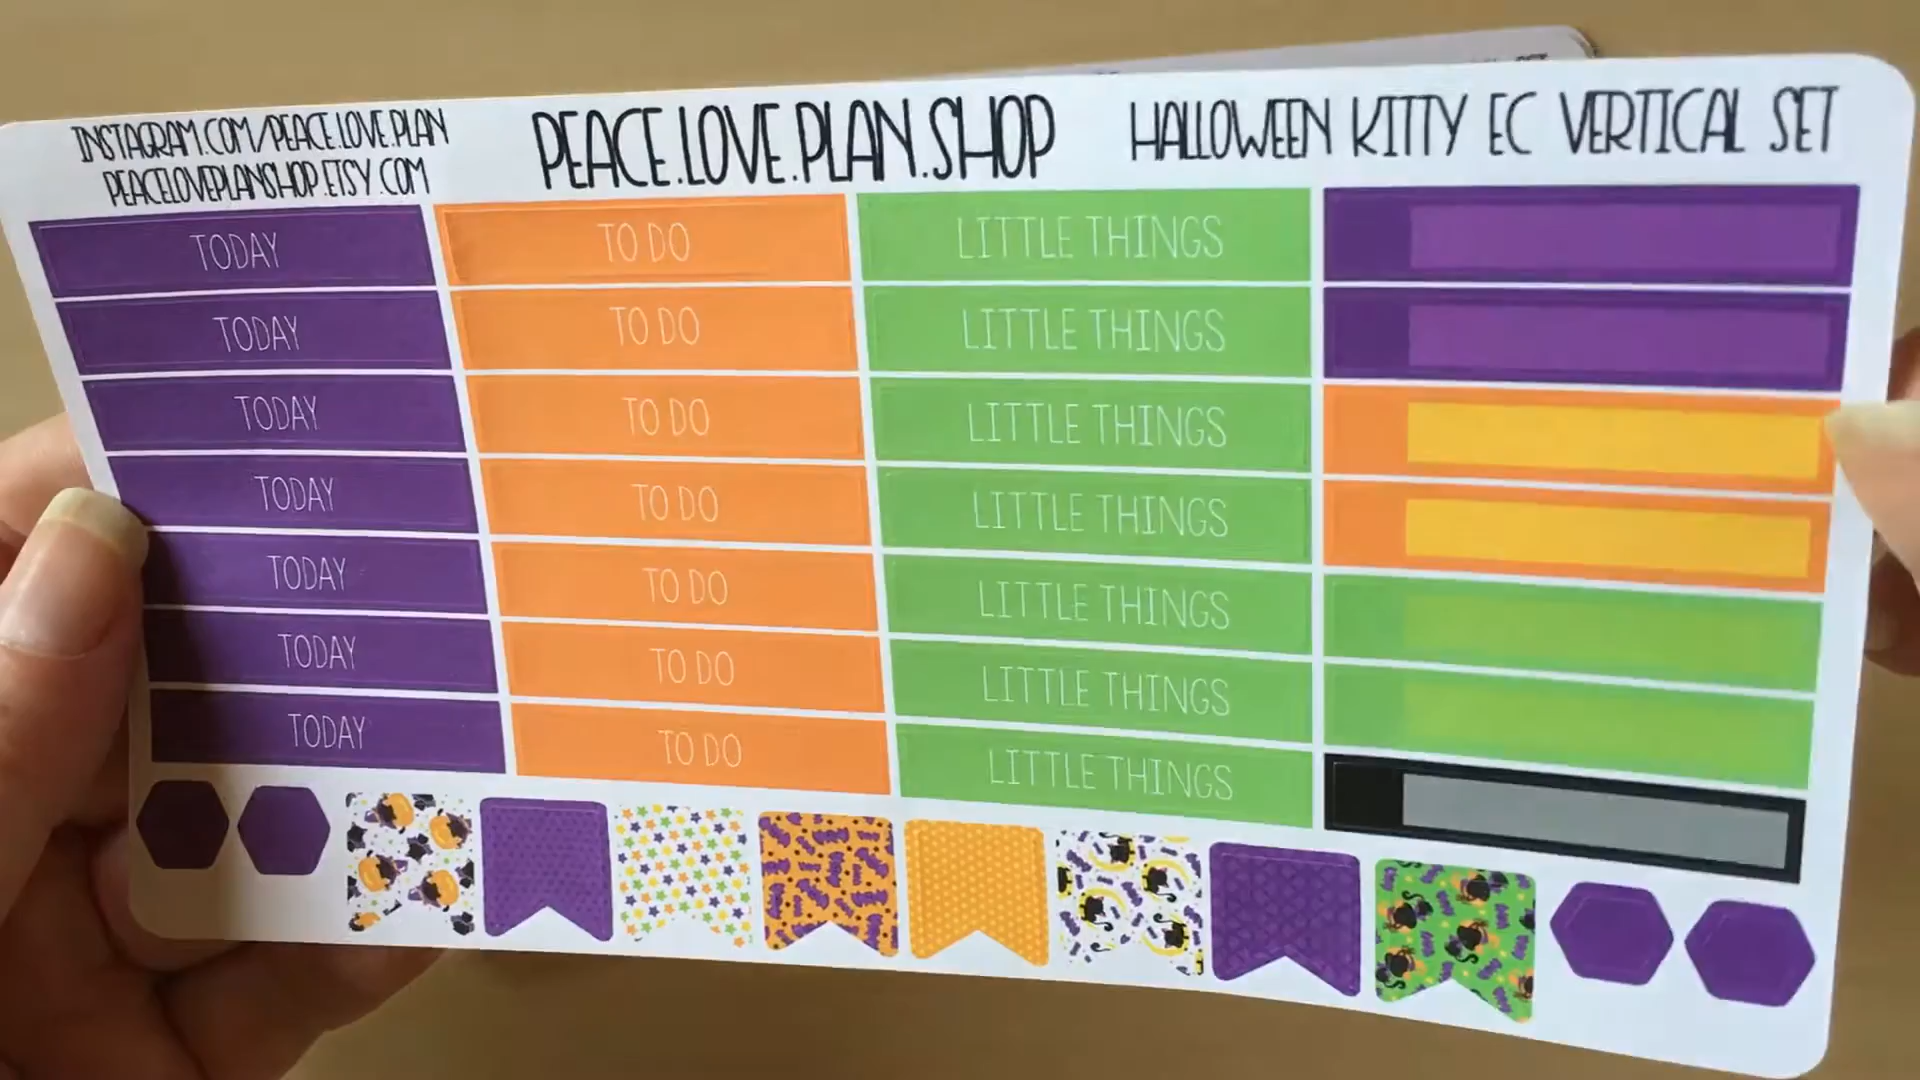 INSTAGRAM.COM/PEACE.LOVE.PLAN
PEACELOVEPLANSHOP.ETSY.COM
PEACE.LOVE.PLAN.SHOP
HALLOWEEN KITTY EC VERTICAL SET
TODAY TO DO LITTLE THINGS
TODAY TO DO LITTLE THINGS
TODAY TO DO LITTLE THINGS
TODAY TO DO LITTLE THINGS
TODAY TO DO LITTLE THINGS
TODAY TO DO LITTLE THINGS
TODAY TO DO LITTLE THINGS